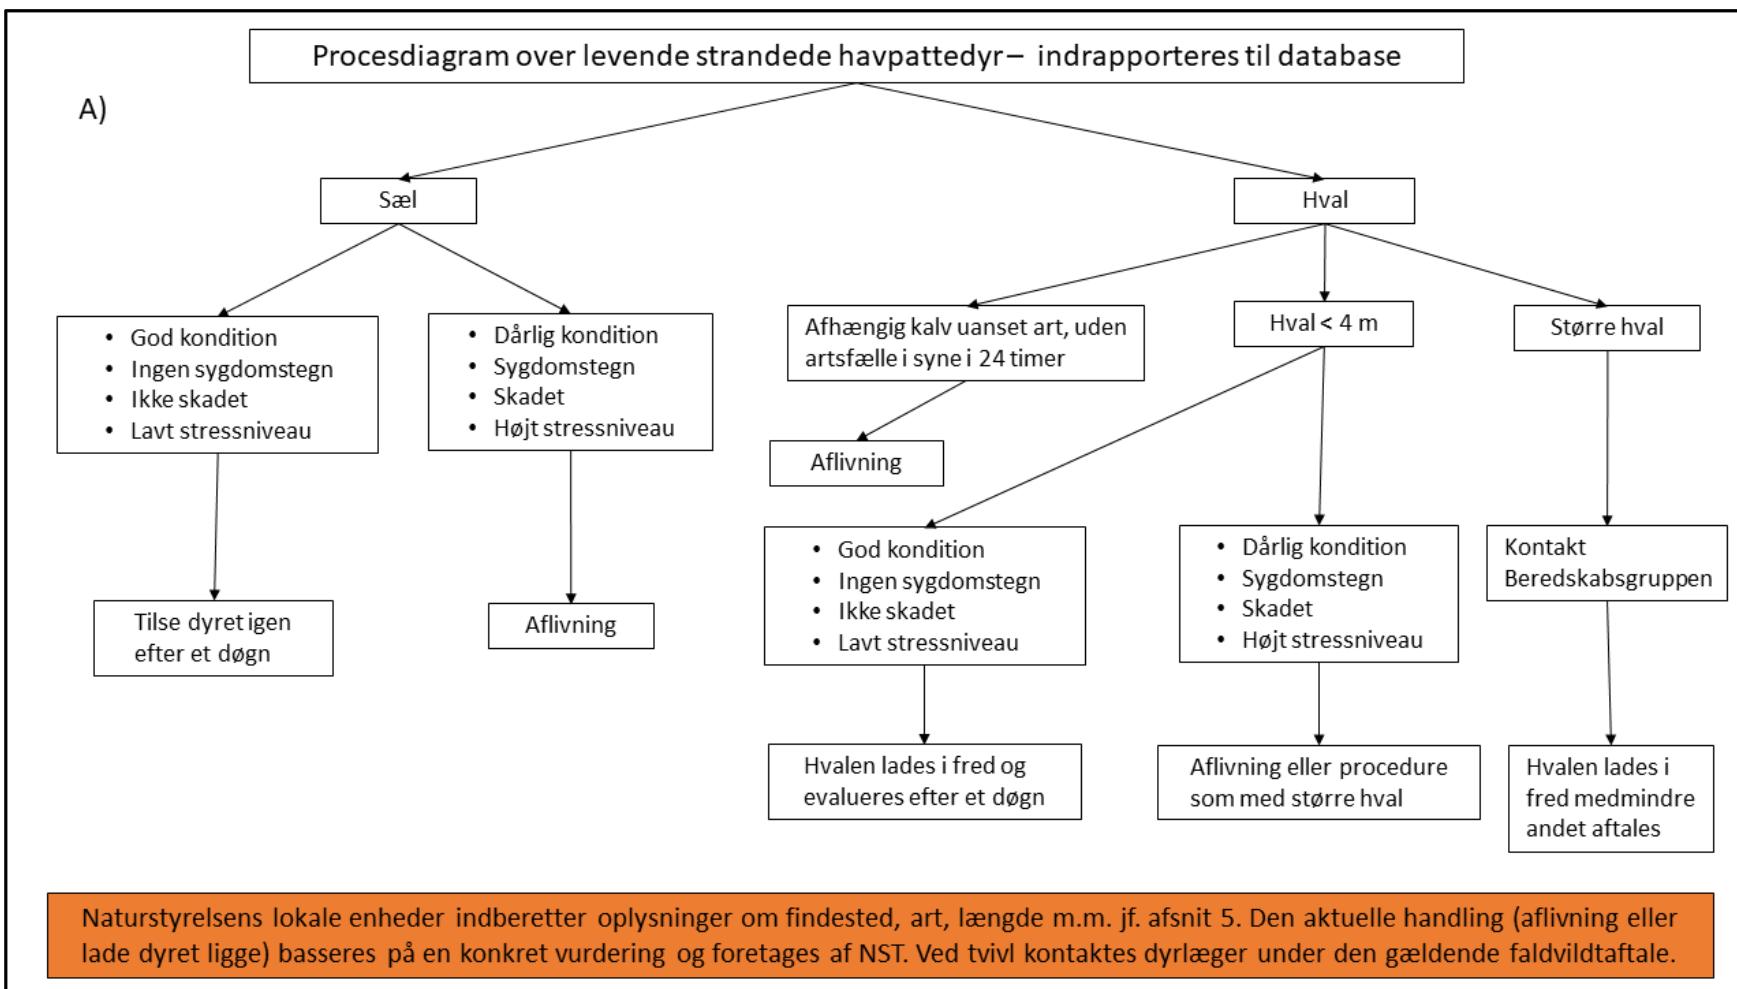 Procesdiagram over levende strandede havpattedyr – indrapporteres til database
A)
Sæl
Hval
• God kondition
• Ingen sygdomstegn
• Ikke skadet
• Lavt stressniveau
• Dårlig kondition
• Sygdomstegn
• Skadet
• Højt stressniveau
Afhængig kalv uanset art, uden
artsfælle i syne i 24 timer
Hval < 4 m
Større hval
Aflivning
• God kondition
• Ingen sygdomstegn
• Ikke skadet
• Lavt stressniveau
• Dårlig kondition
• Sygdomstegn
• Skadet
• Højt stressniveau
Kontakt
Beredskabsgruppen
Tilse dyret igen
efter et døgn
Aflivning
Hvalen lades i fred og
evalueres efter et døgn
Aflivning eller procedure
som med større hval
Hvalen lades i
fred medmindre
andet aftales
Naturstyrelsens lokale enheder indberetter oplysninger om findested, art, længde m.m. jf. afsnit 5. Den aktuelle handling (aflivning eller
lade dyret ligge) basseres på en konkret vurdering og foretages af NST. Ved tvivl kontaktes dyrlæger under den gældende faldvildtaftale.